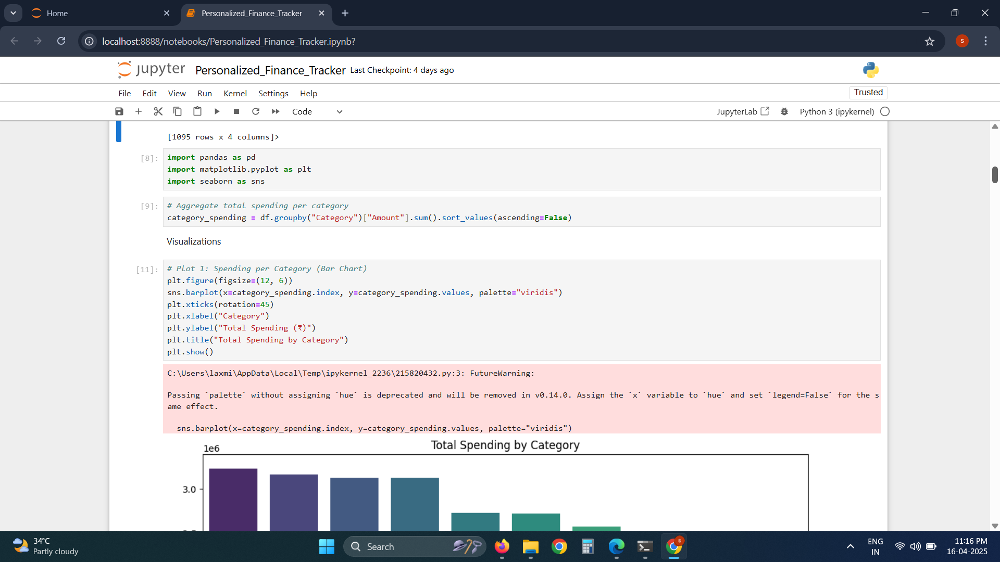 Home
Personalized_Finance_Tracker
localhost:8888/notebooks/Personalized_Finance_Tracker.ipynb?
S
jupyter Personalized_Finance_Tracker Last Checkpoint: 4 days ago
File Edit View Run Kernel Settings Help
Trusted
Code
JupyterLab
Python 3 (ipykernel)
[1095 rows x 4 columns]>
[8]:
import pandas as pd
import matplotlib.pyplot as plt
import seaborn as sns
[9]:
# Aggregate total spending per category
category_spending = df.groupby("Category")["Amount"].sum().sort_values(ascending=False)
Visualizations
[11]:
# Plot 1: Spending per Category (Bar Chart)
plt.figure(figsize=(12, 6))
sns.barplot(x=category_spending.index, y=category_spending.values, palette="viridis")
plt.xticks(rotation=45)
plt.xlabel("Category")
plt.ylabel("Total Spending (₹)")
plt.title("Total Spending by Category")
plt.show()
C:\Users\laxmi\AppData\Local\Temp\ipykernel_2236\215820432.py:3: FutureWarning:
Passing `palette` without assigning `hue` is deprecated and will be removed in v0.14.0. Assign the `x` variable to `hue` and set `legend=False` for the s
ame effect.
sns.barplot(x=category_spending.index, y=category_spending.values, palette="viridis")
Total Spending by Category
1e6
3.0
34°C
Partly cloudy
Search
S
ENG
IN
11:16 PM
16-04-2025